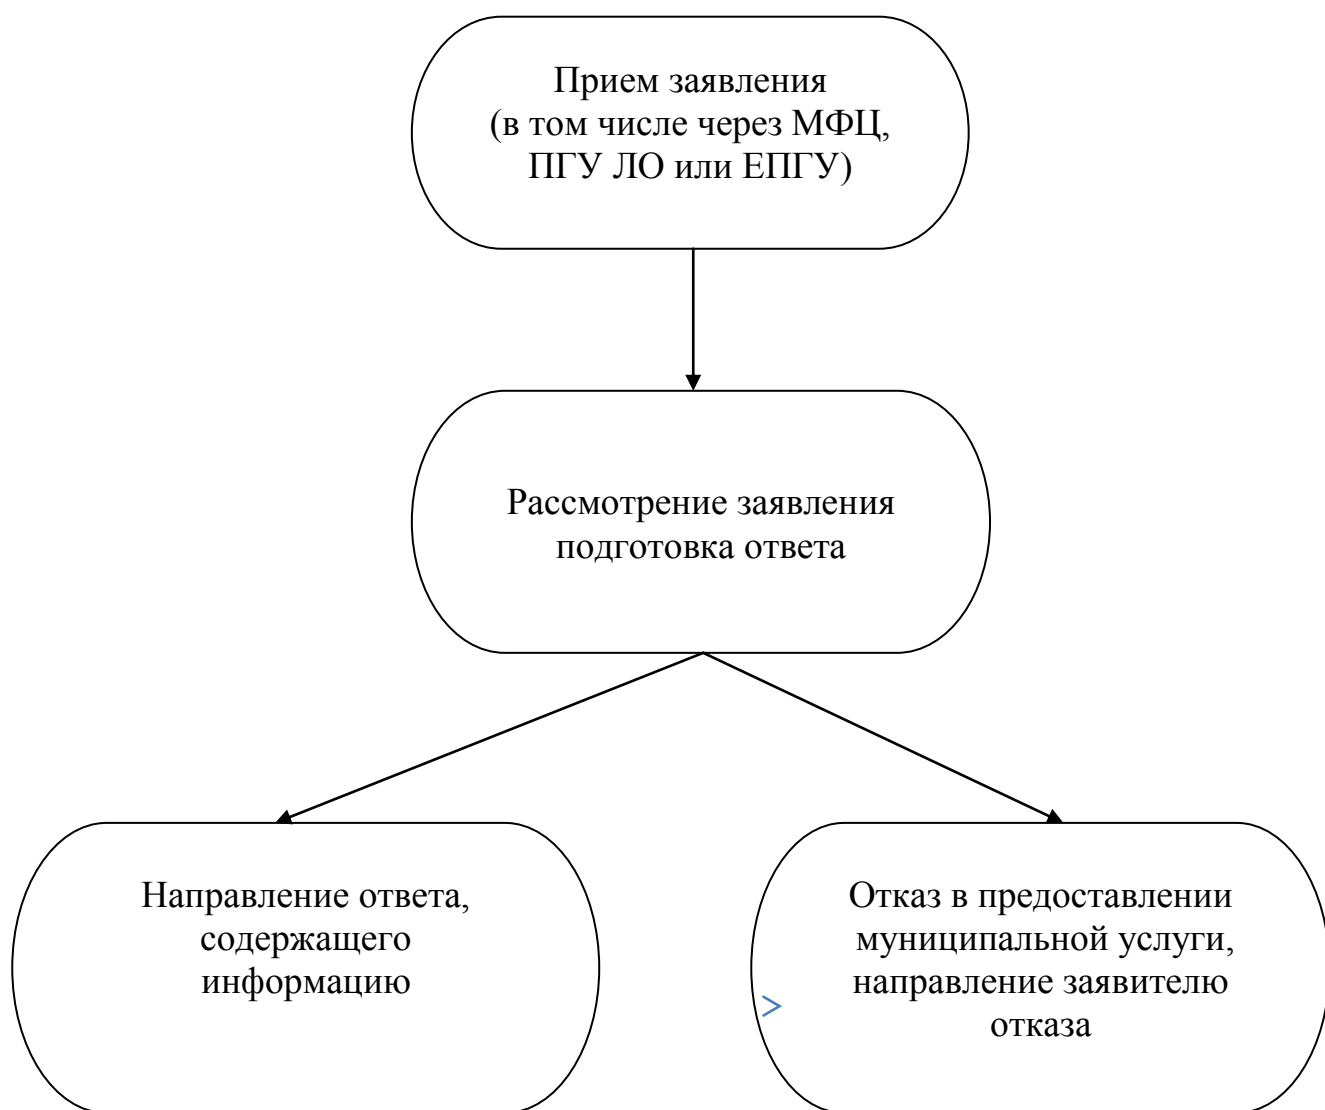 Прием заявления
(в том числе через МФЦ,
ПГУ ЛО или ЕПГУ)
Рассмотрение заявления
подготовка ответа
Направление ответа,
содержащего
информацию
Отказ в предоставлении
муниципальной услуги,
направление заявителю
отказа